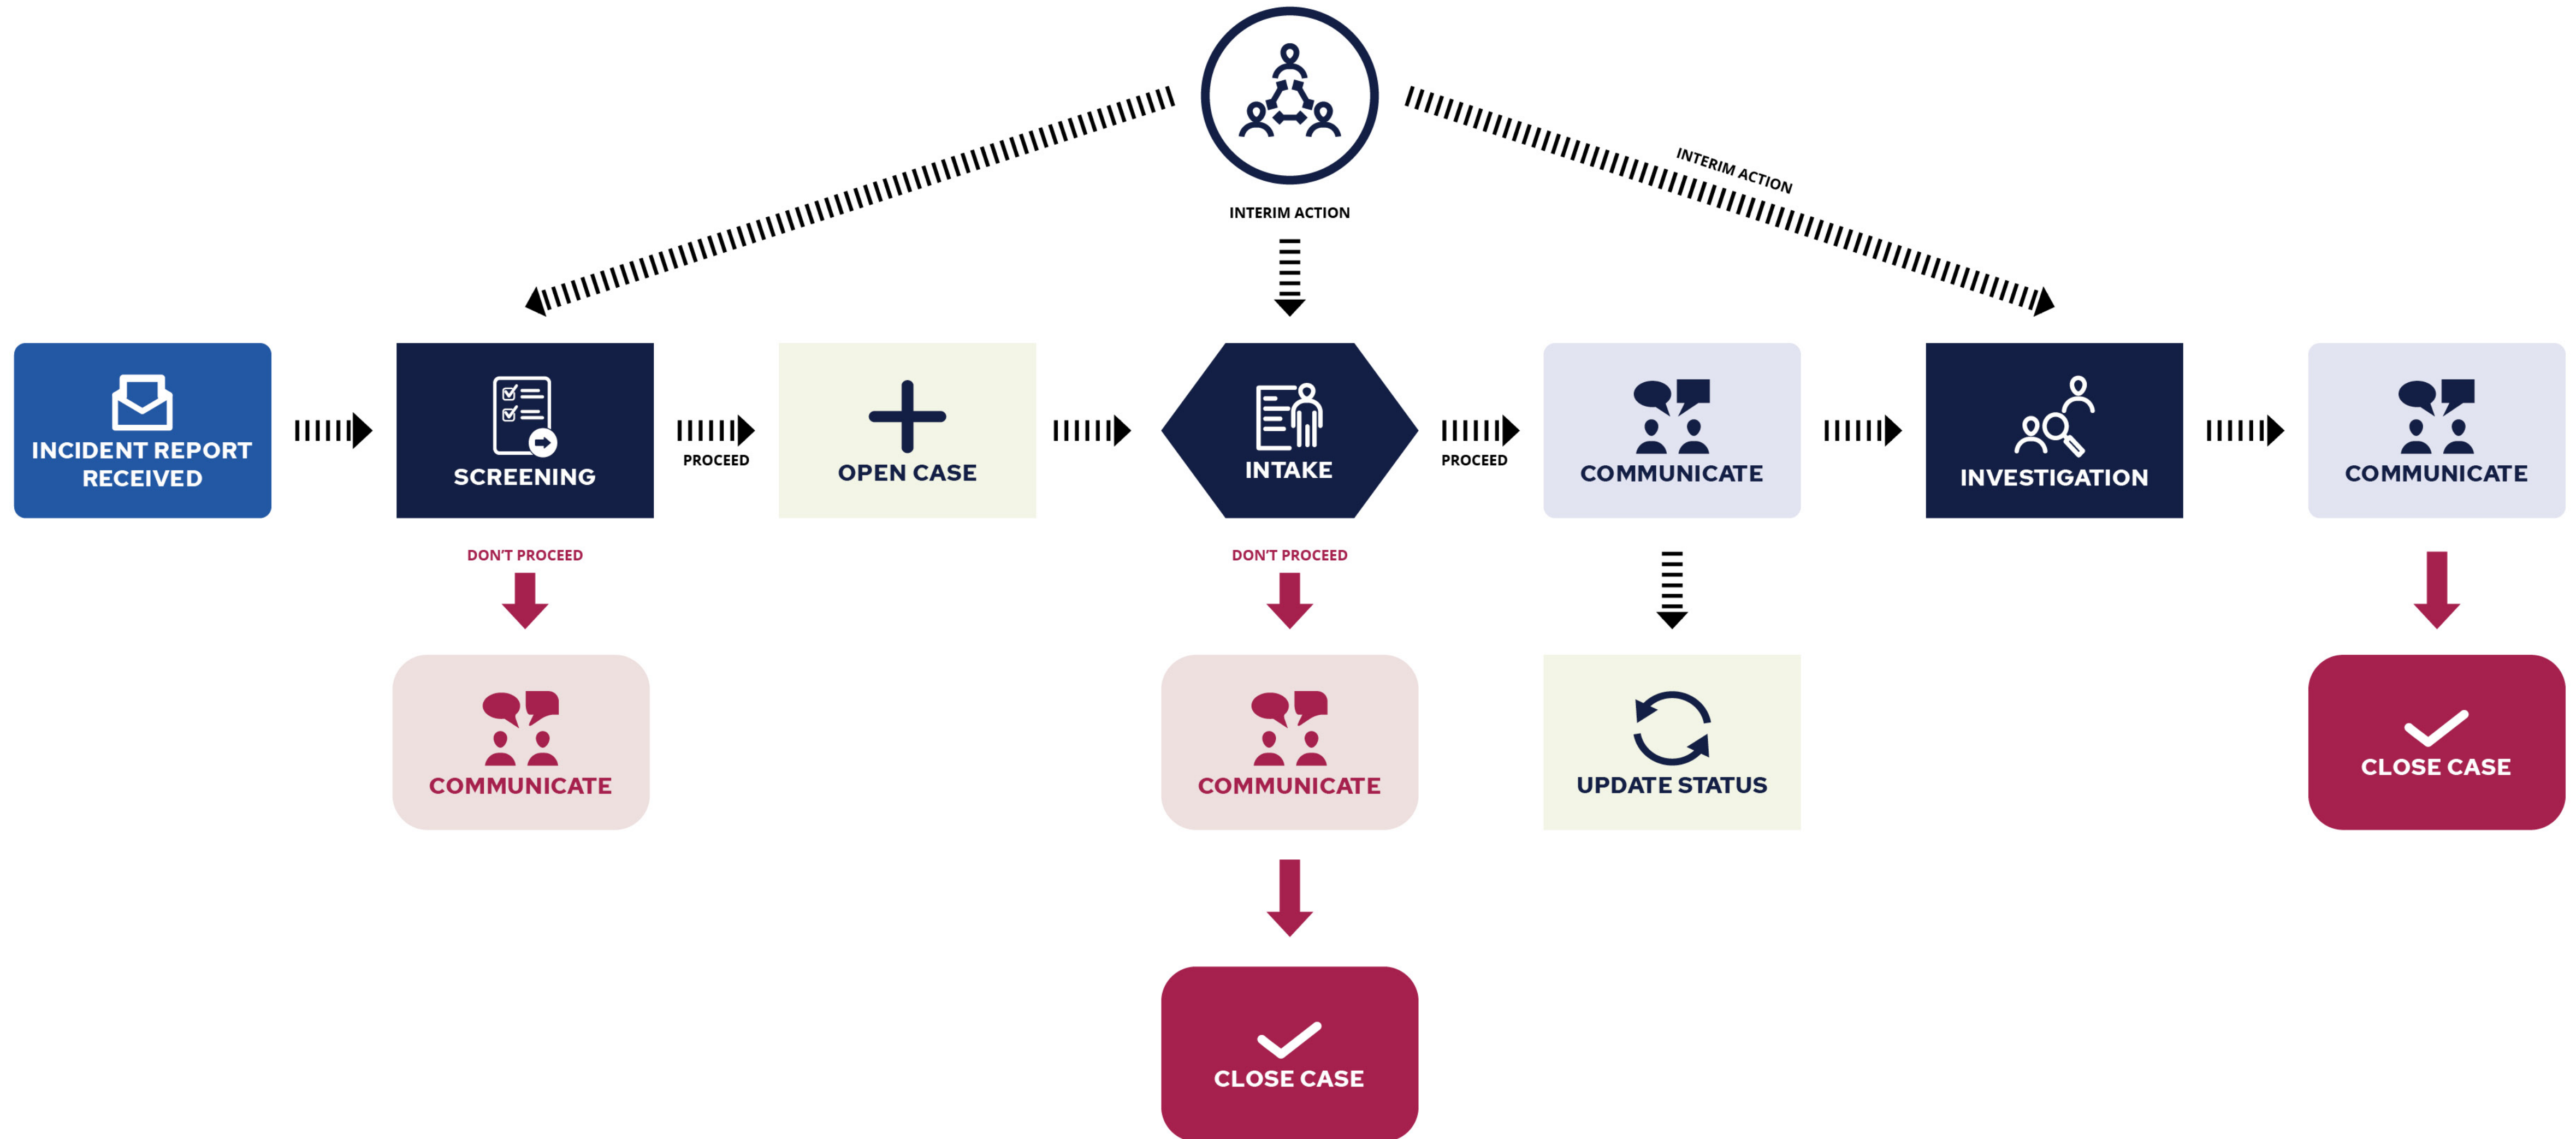 INTERIM ACTION
INTERIM ACTION
INCIDENT REPORT
RECEIVED
SCREENING
PROCEED
OPEN CASE
INTAKE
PROCEED
COMMUNICATE
INVESTIGATION
COMMUNICATE
DON'T PROCEED
DON'T PROCEED
COMMUNICATE
COMMUNICATE
UPDATE STATUS
CLOSE CASE
CLOSE CASE